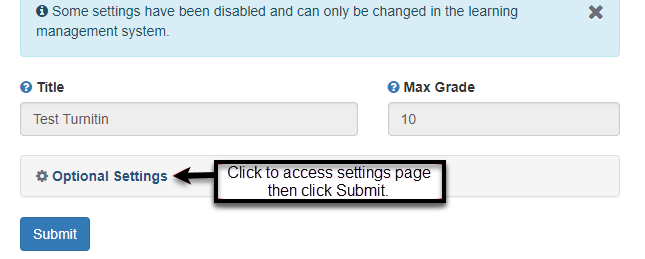 Some settings have been disabled and can only be changed in the learning
management system.
Title
Max Grade
Test Turnitin
10
Optional Settings
Click to access settings page
then click Submit.
Submit